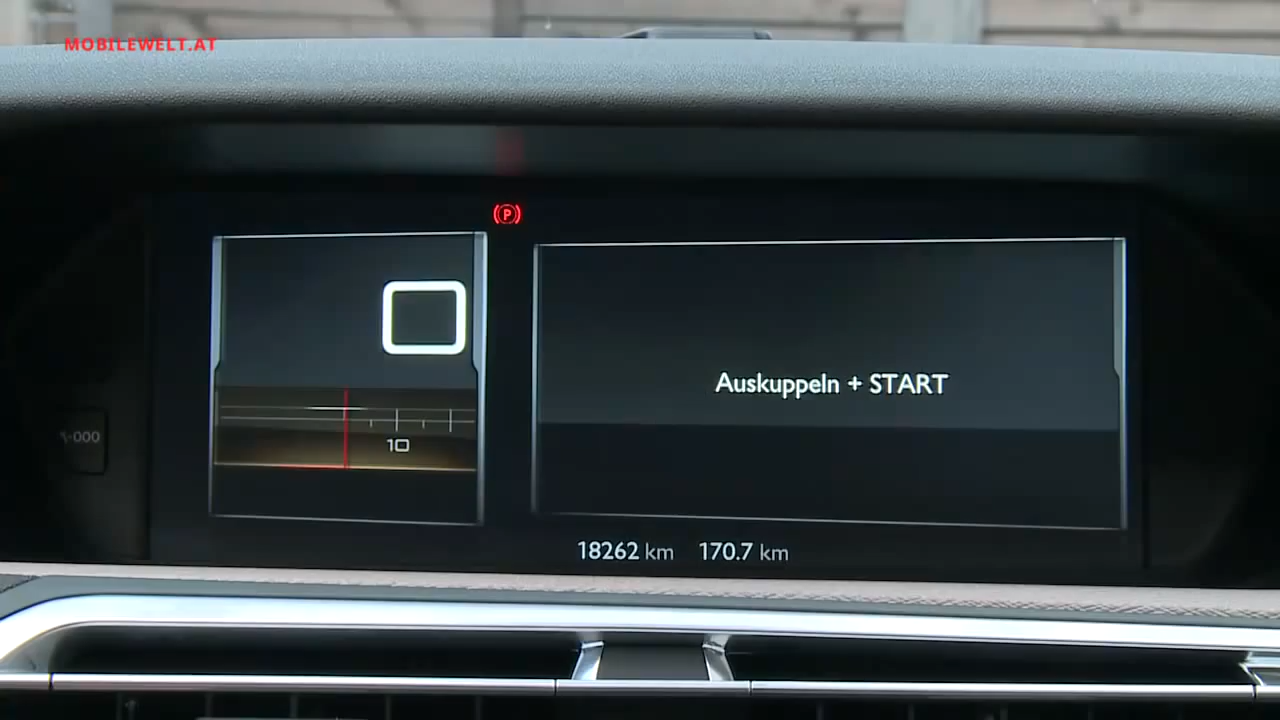 MOBILEWELT.AT
P
Auskuppeln + START
10
18262 km 170.7 km